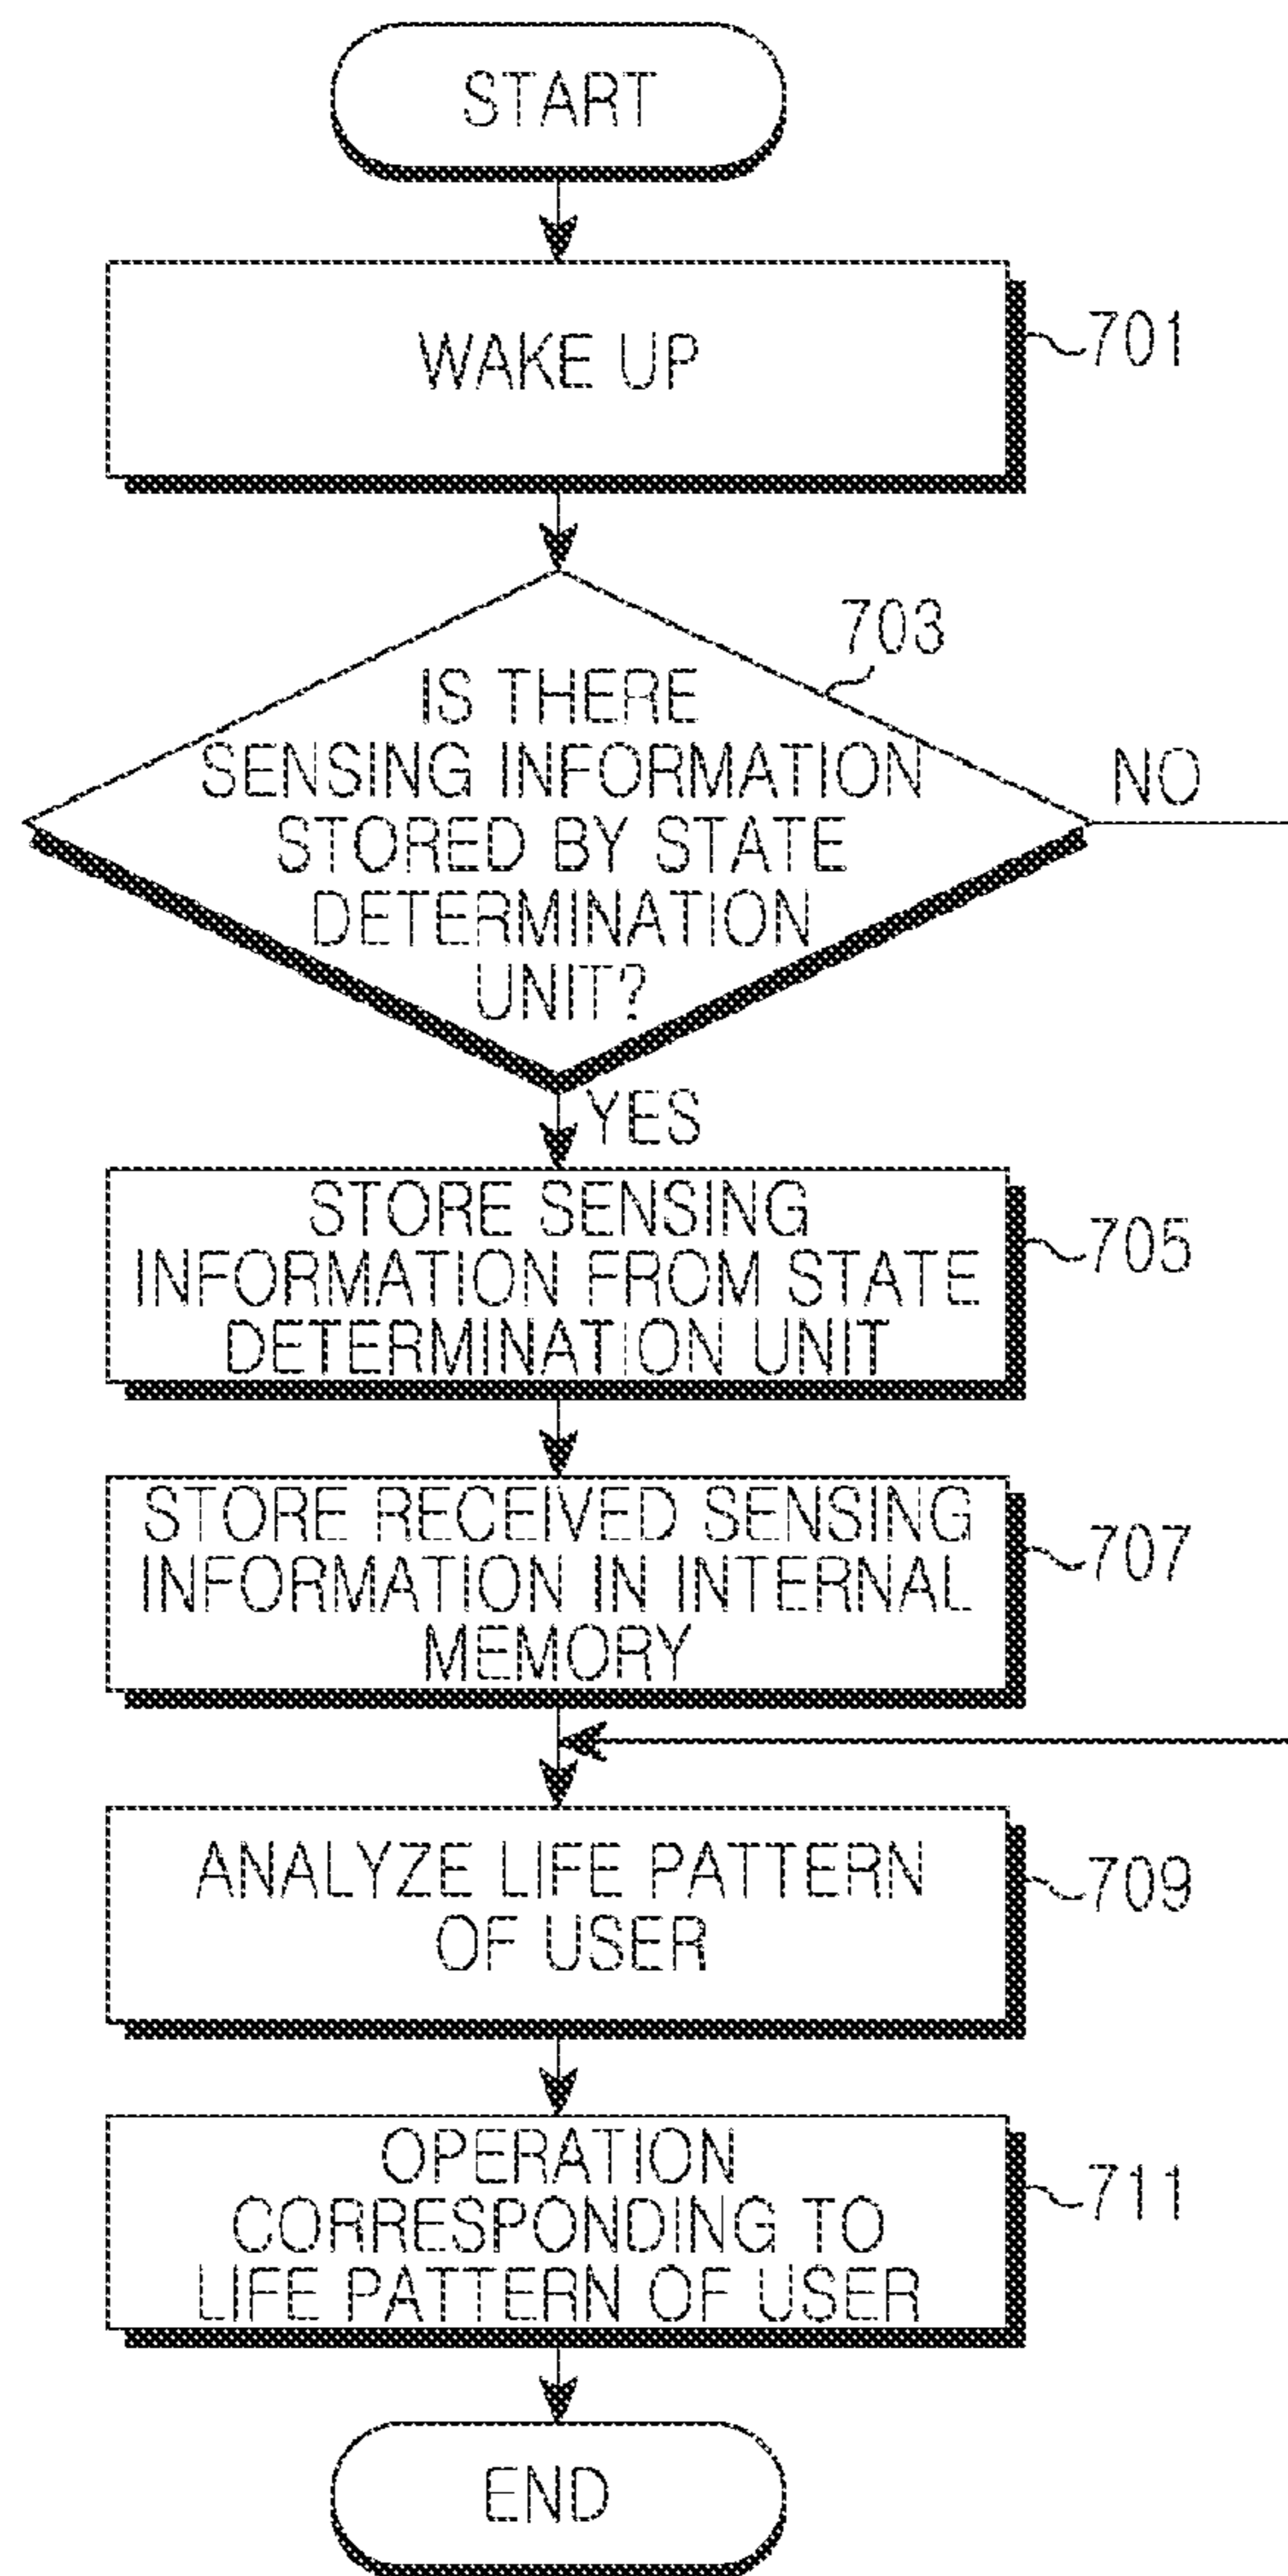 START
WAKE UP
701
703
IS THERE
SENSING INFORMATION
STORED BY STATE
DETERMINATION
UNIT?
NO
YES
STORE SENSING
INFORMATION FROM STATE
DETERMINATION UNIT
705
STORE RECEIVED SENSING
INFORMATION IN INTERNAL
MEMORY
707
ANALYZE LIFE PATTERN
OF USER
709
OPERATION
CORRESPONDING TO
LIFE PATTERN OF USER
711
END